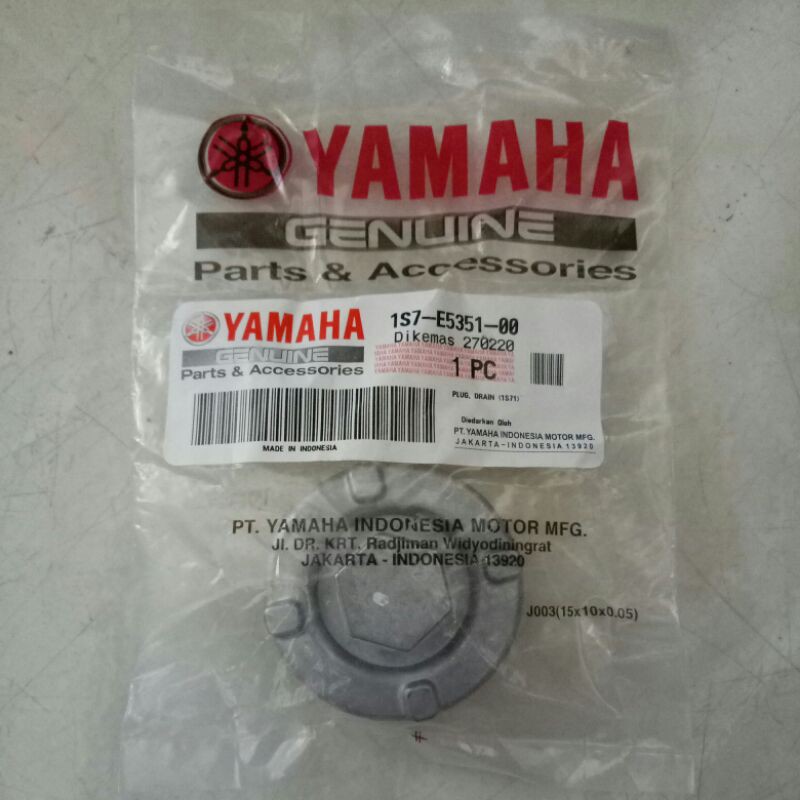 YAMAHA
GENUINE
Parts & Accessories
YAMAHA
GENUINE
Parts & Accessories
1S7-E5351-00
Dikemas 270220
1 PC
PLUG, DRAIN (1S71)
Diedarkan Oleh
PT. YAMAHA INDONESIA MOTOR MFG.
JAKARTA-INDONESIA 13920
MADE IN INDONESIA
PT. YAMAHA INDONESIA MOTOR MFG.
Jl. DR. KRT. Radjiman Widyodiningrat
JAKARTA - INDONESIA 13920
J003(15x10x0.05)